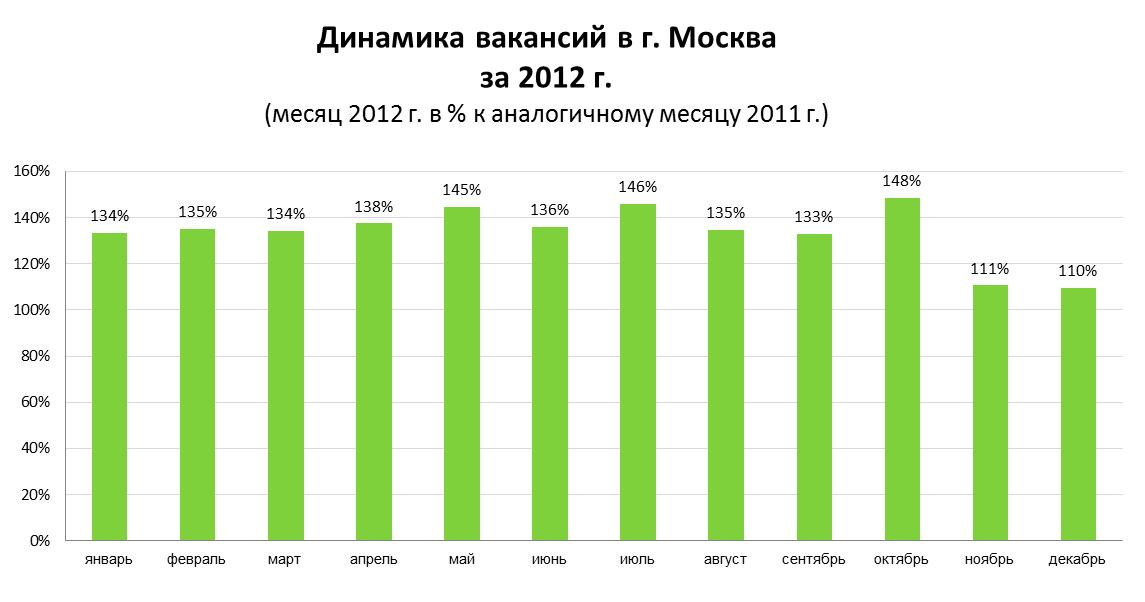 Динамика вакансий в г. Москва
за 2012 г.
(месяц 2012 г. в % к аналогичному месяцу 2011 г.)
160%
140%
120%
100%
80%
60%
40%
20%
0%
134% 135% 134% 138% 145% 136% 146% 135% 133% 148% 111% 110%
январь февраль март апрель май июнь июль август сентябрь октябрь ноябрь декабрь